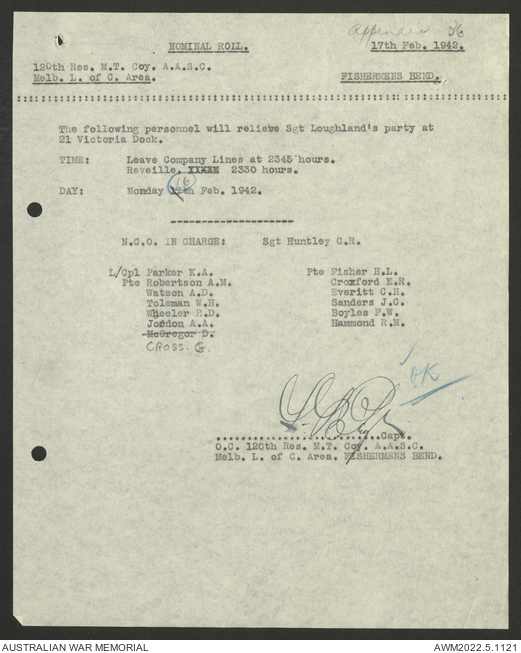 Appendix 26
NOMINAL ROLL. 17th Feb. 1942.
120th Res. M.T. Coy. A.A.S.C.
Melb. L. of C. Area. FISHERMENS BEND.
The following personnel will relieve Sgt Loughland's party at
21 Victoria Dock.
TIME: Leave Company Lines at 2345 hours.
Reveille. XXXXX 2330 hours.
DAY: Monday 17th 16 Feb. 1942.
N.C.O. IN CHARGE: Sgt Huntley C.R.
L/Cpl Parker K.A. Pte Fisher H.L.
Pte Robertson A.M. Croxford K.R.
Watson A.D. Everitt C.H.
Toleman W.H. Sanders J.C.
Wheeler R.D. Boyles F.W.
Jordon A.A. Hammond R.M.
McGregor D.
CROSS. G.
OK
Capt.
O.C. 120th Res. M.T. Coy. A.A.S.C.
Melb. L. of C. Area. FISHERMENS BEND.
AUSTRALIAN WAR MEMORIAL AWM2022.5.1121